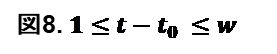 図8. 1 ≤ t − t₀ ≤ w